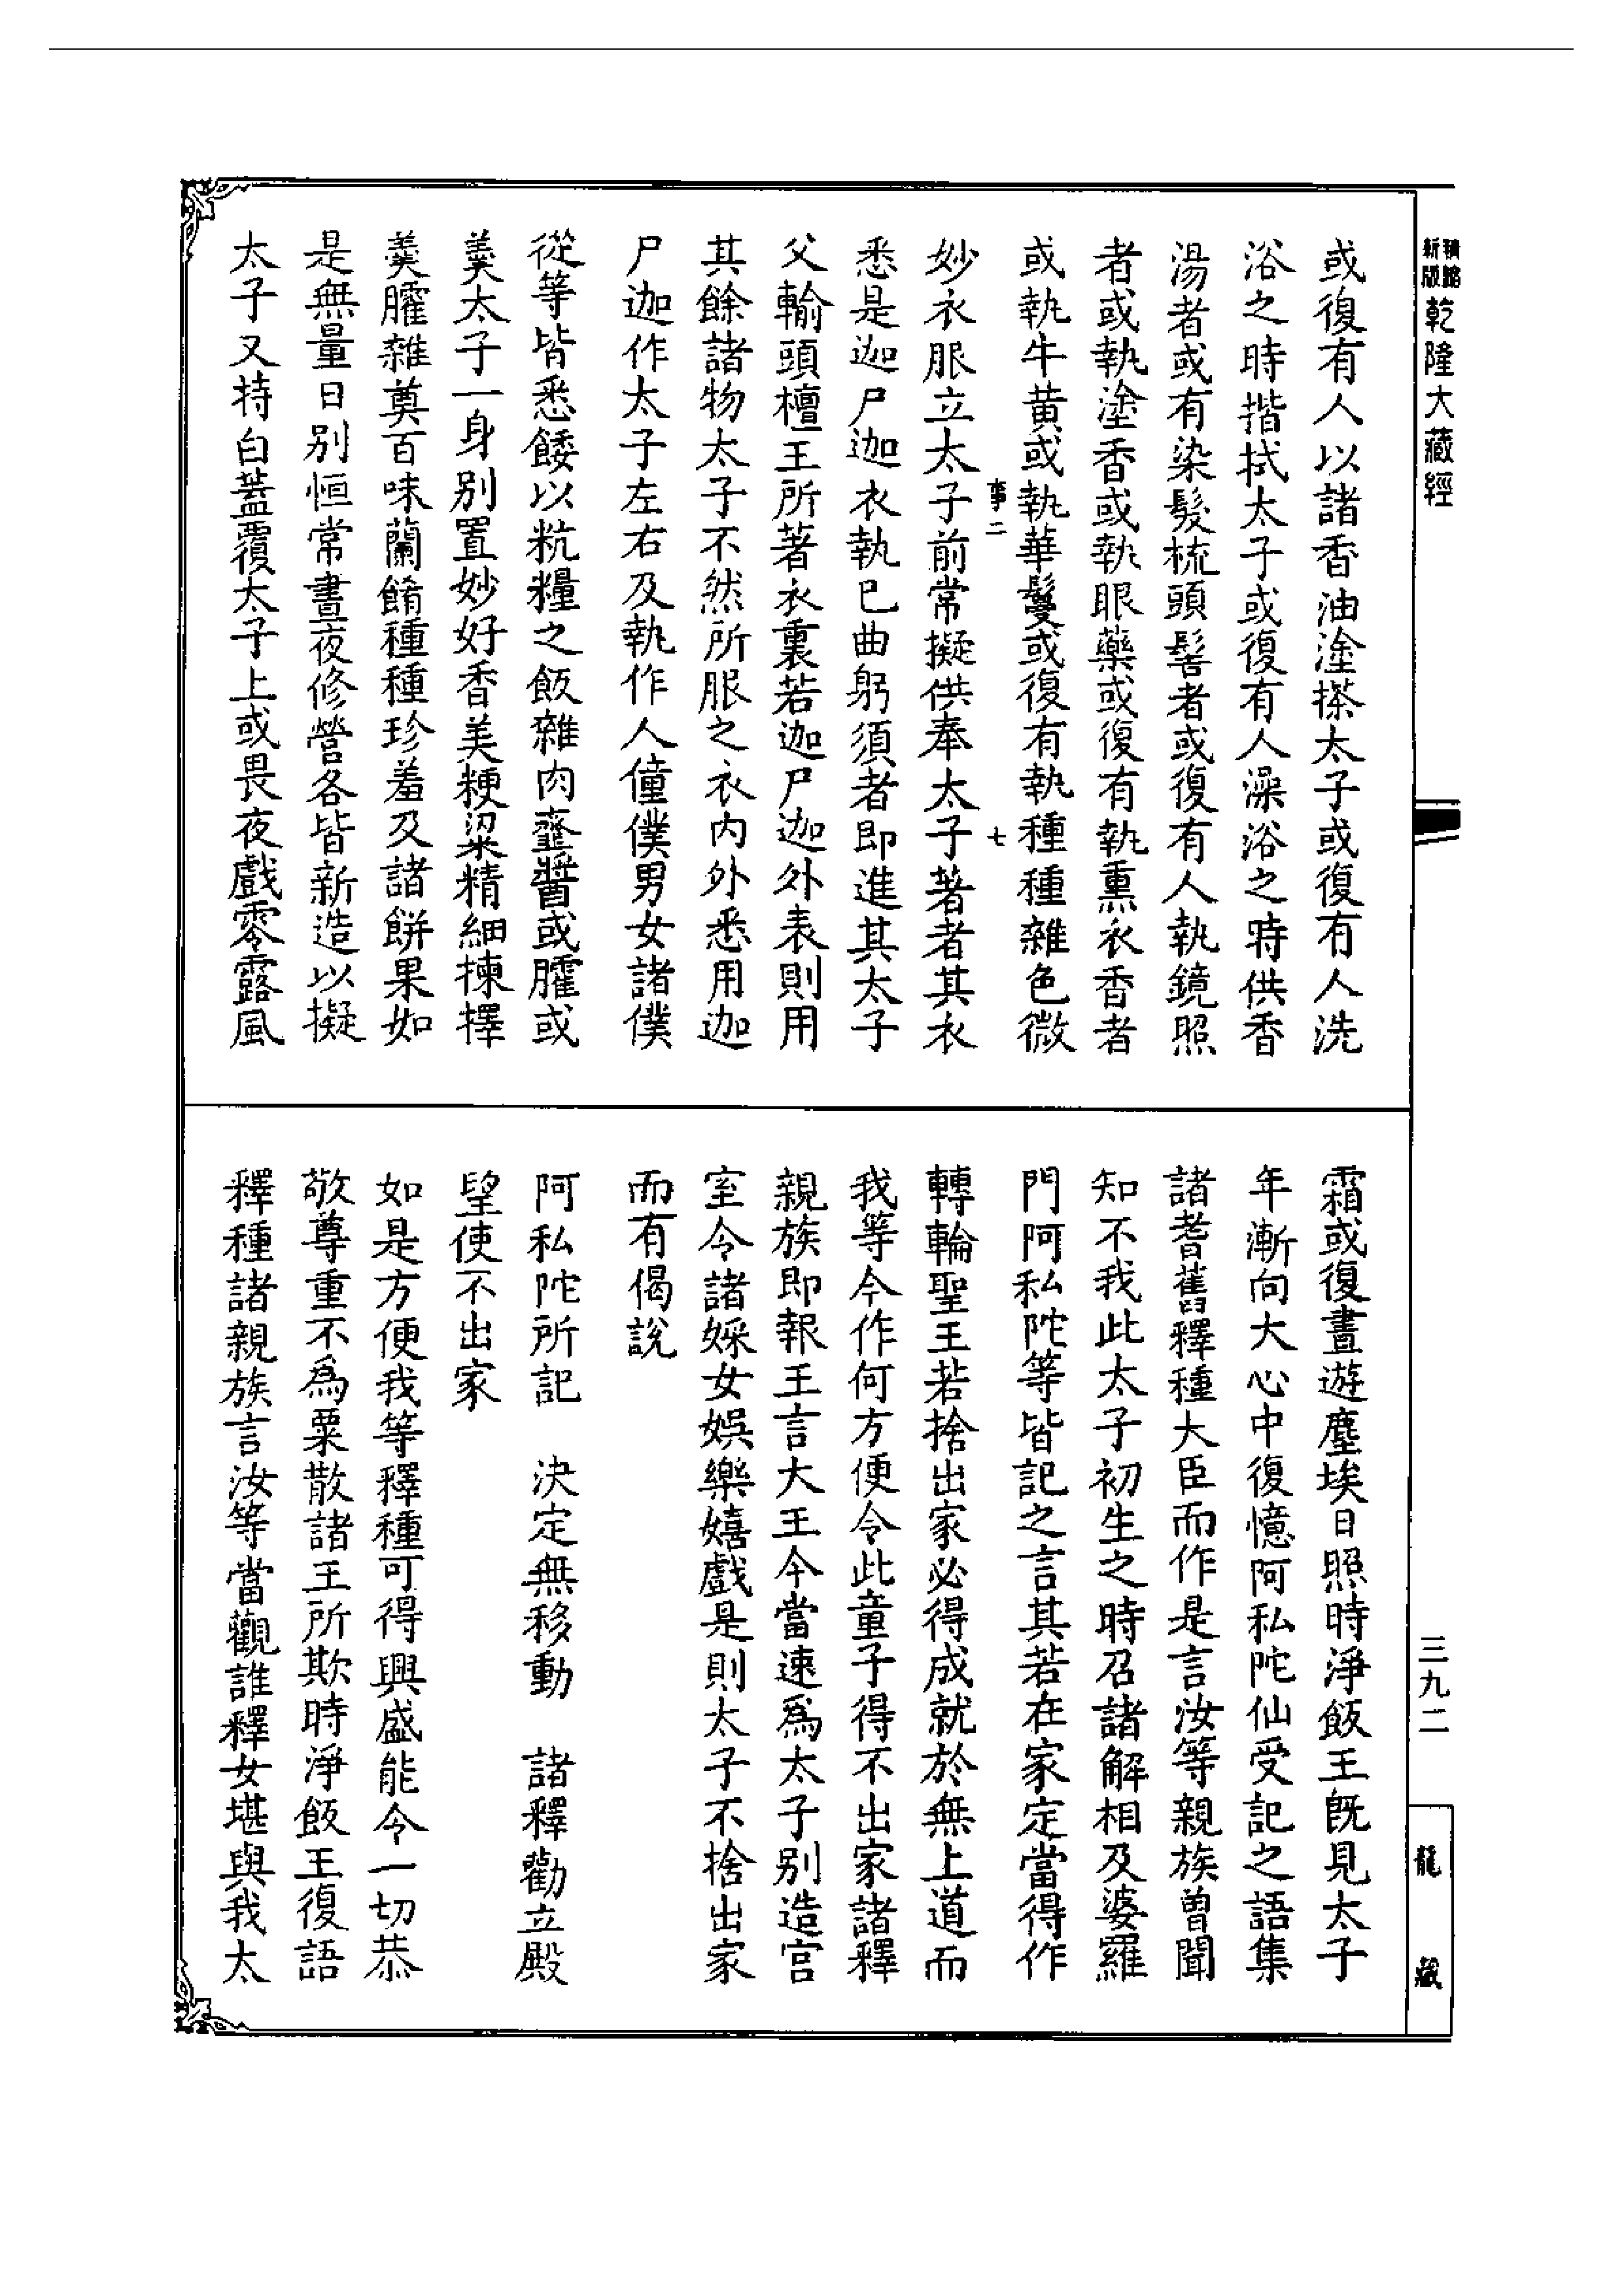 精鍮新版乾隆大藏經
或復有人以諸香油塗搽太子或復有人洗
浴之時揩拭太子或復有人澡浴之時供香
湯者或有染髮梳頭髻者或復有人執鏡照
者或執塗香或執眼藥或復有執熏衣香者
或執牛黄或執華鬘或復有執種種雜色微
事二 七
妙衣服立太子前常擬供奉太子著者其衣
悉是迦尸迦衣執已曲躬須者即進其太子
父輸頭檀王所著衣裏若迦尸迦外表則用
其餘諸物太子不然所服之衣内外悉用迦
尸迦作太子左右及執作人僮僕男女諸僕
從等皆悉餧以粇糧之飯雜肉虀醬或臛或
羹太子一身别置妙好香美粳粱精細揀擇
羹臛雜奠百味蘭餚種種珍羞及諸餅果如
是無量日别恒常晝夜修營各皆新造以擬
太子又持白蓋覆太子上或畏夜戲零露風
霜或復晝遊塵埃日照時淨飯王既見太子
年漸向大心中復憶阿私陀仙受記之語集
諸耆舊釋種大臣而作是言汝等親族曾聞
知不我此太子初生之時召諸解相及婆羅
門阿私陀等皆記之言其若在家定當得作
轉輪聖王若捨出家必得成就於無上道而
我等今作何方便令此童子得不出家諸釋
親族即報王言大王今當速爲太子别造宫
室令諸婇女娛樂嬉戲是則太子不捨出家
而有偈說
阿私陀所記　決定無移動　諸釋勸立殿
望使不出家
如是方便我等釋種可得興盛能令一切恭
敬尊重不爲粟散諸王所欺時淨飯王復語
釋種諸親族言汝等當觀誰釋女堪與我太
三九二
龍藏